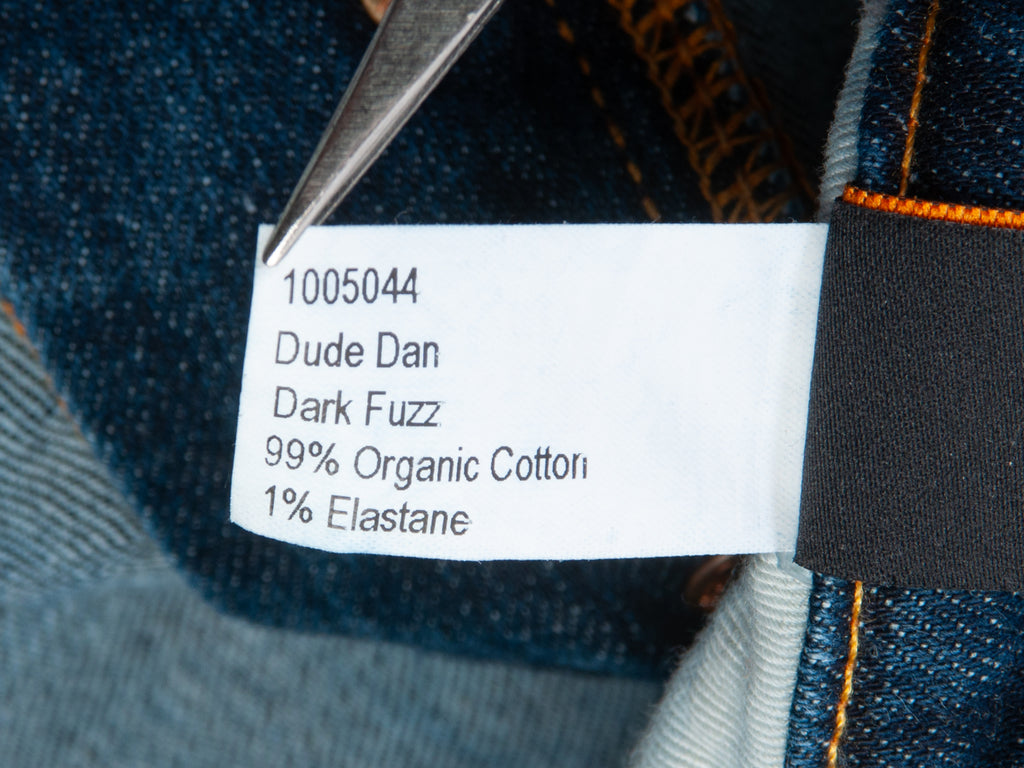 1005044
Dude Dan
Dark Fuzz
99% Organic Cotton
1% Elastane